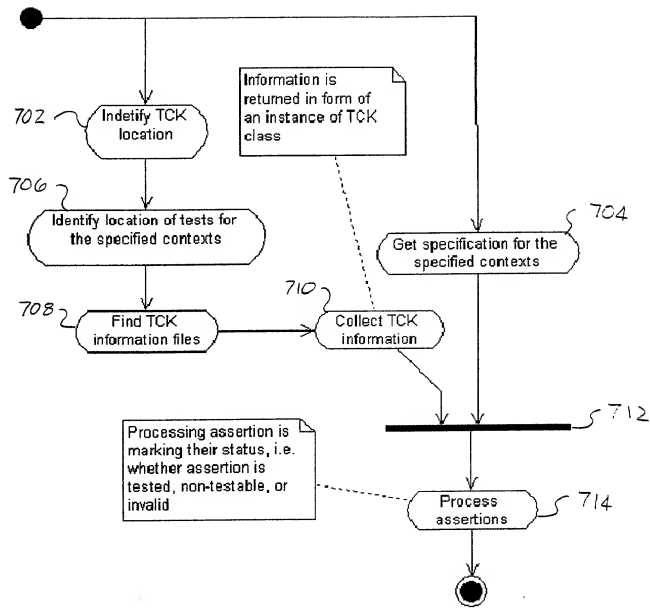 702
Indetify TCK
location
Information is
returned in form of
an instance of TCK
class
706
Identify location of tests for
the specified contexts
704
Get specification for the
specified contexts
708
Find TCK
information files
710
Collect TCK
information
712
Processing assertion is
marking their status, i.e.
whether assertion is
tested, non-testable, or
invalid
Process
assertions
714